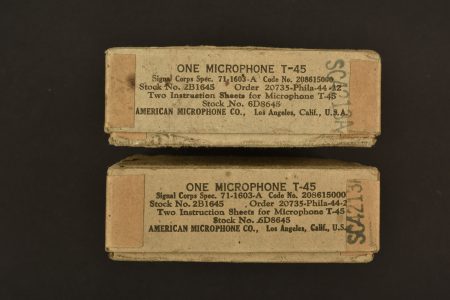 ONE MICROPHONE T-45
Signal Corps Spec. 71-1603-A Code No. 208615000
Stock No. 2B1645 Order 20735-Phila-44-12
Two Instruction Sheets for Microphone T-45
Stock No. 6D8645
AMERICAN MICROPHONE CO., Los Angeles, Calif., U.S.A.
ONE MICROPHONE T-45
Signal Corps Spec. 71-1603-A Code No. 208615000
Stock No. 2B1645 Order 20735-Phila-44-
Two Instruction Sheets for Microphone T-45
Stock No. 6D8645
AMERICAN MICROPHONE CO., Los Angeles, Calif., U.S.